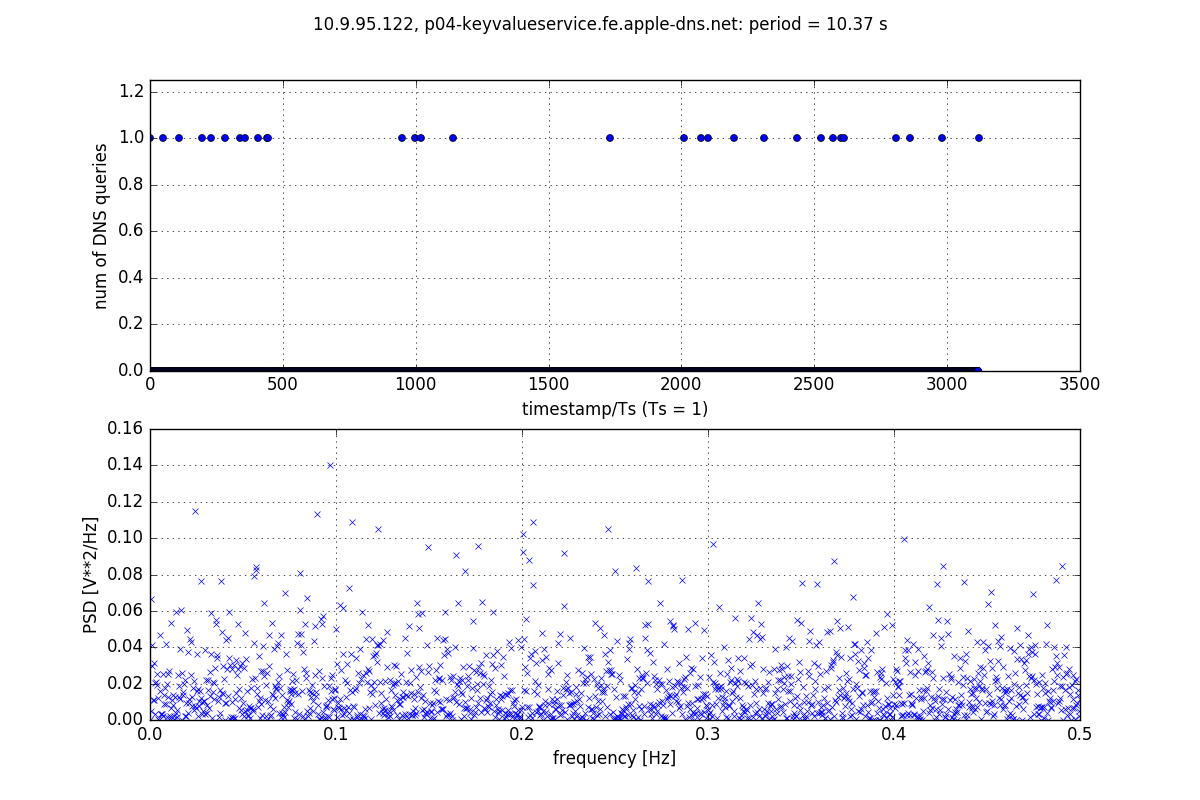 10.9.95.122, p04-keyvalueservice.fe.apple-dns.net: period = 10.37 s
1.2
1.0
0.8
0.6
0.4
0.2
0.0
num of DNS queries
0 500 1000 1500 2000 2500 3000 3500
timestamp/Ts (Ts = 1)
0.16
0.14
0.12
0.10
0.08
0.06
0.04
0.02
0.00
PSD [V**2/Hz]
0.0 0.1 0.2 0.3 0.4 0.5
frequency [Hz]